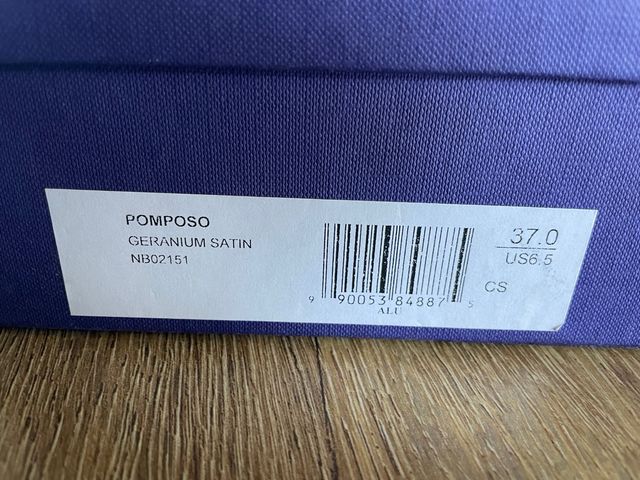 POMPOSO
GERANIUM SATIN
NB02151
9 90053 84887 5
ALU
37.0
US6.5
CS